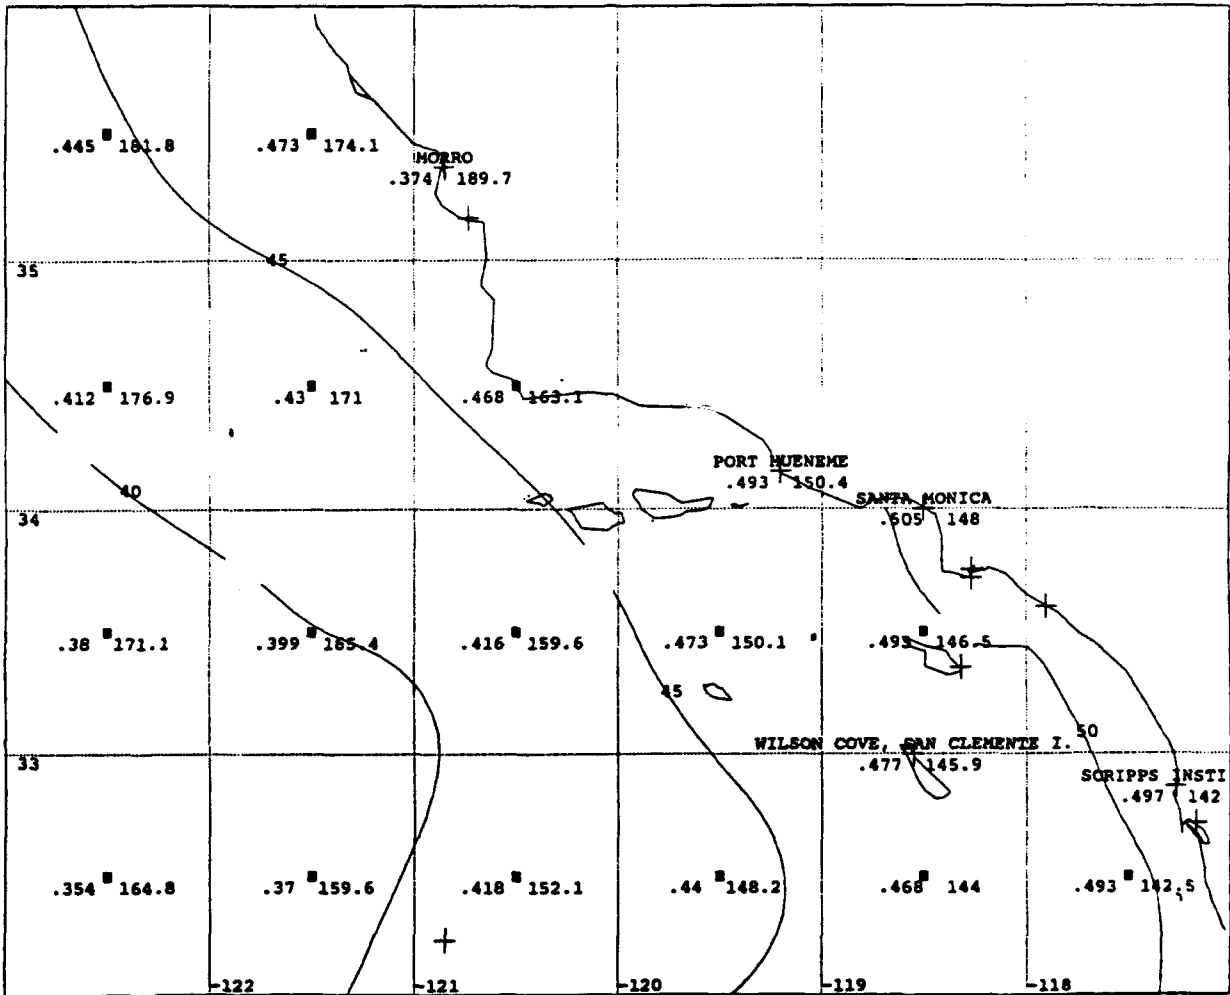 .445 181.8 .473 174.1
MORRO
.374 189.7
45
35
.412 176.9 .43 171 .468 163.1
PORT HUENEME
.493 150.4
40
SANTA MONICA
34
.505 148
.38 171.1 .399 165.4 .416 159.6 .473 150.1 .493 146.5
45
50
WILSON COVE, SAN CLEMENTE I.
33
.477 145.9
SCRIPPS INSTI
.497 142
.354 164.8 .37 159.6 .418 152.1 .44 148.2 .468 144 .493 142.5
-122 -121 -120 -119 -118